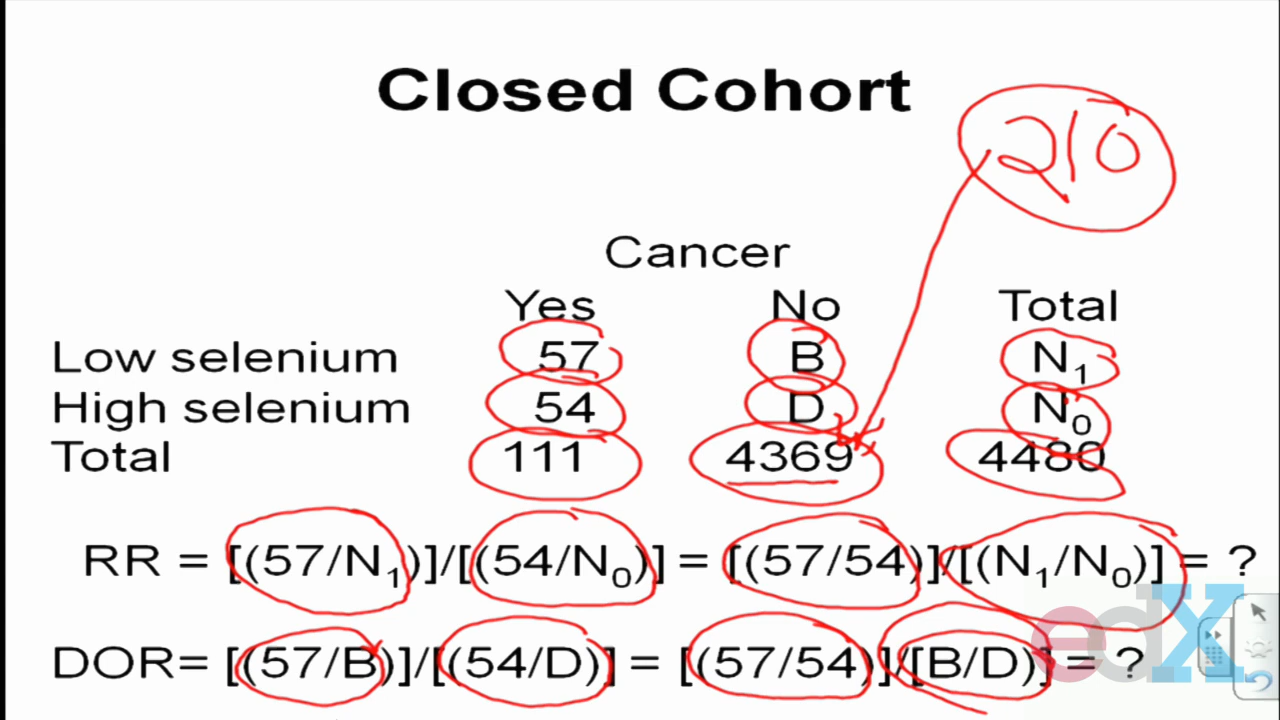 Closed Cohort
210
Cancer
Yes No Total
Low selenium 57 B N₁
High selenium 54 D N₀
Total 111 4369 4480
RR = [(57/N₁)]/[(54/N₀)] = [(57/54)]/[(N₁/N₀)] = ?
DOR= [(57/B)]/[(54/D)] = [(57/54)]/[B/D)] = ?
edX